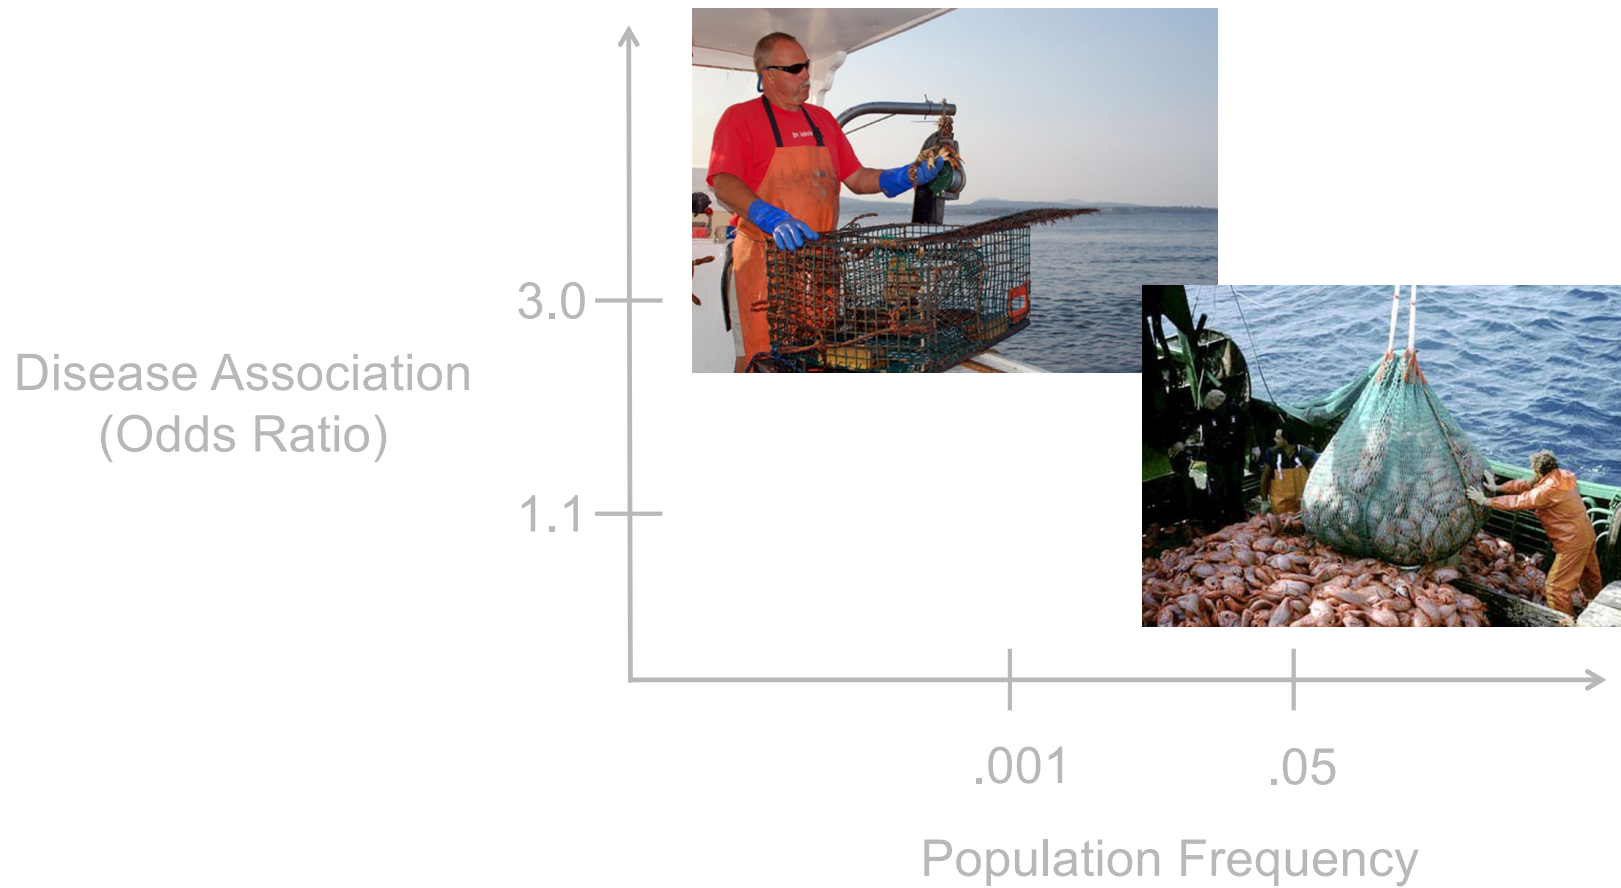 3.0
Disease Association
(Odds Ratio)
1.1
.001
.05
Population Frequency